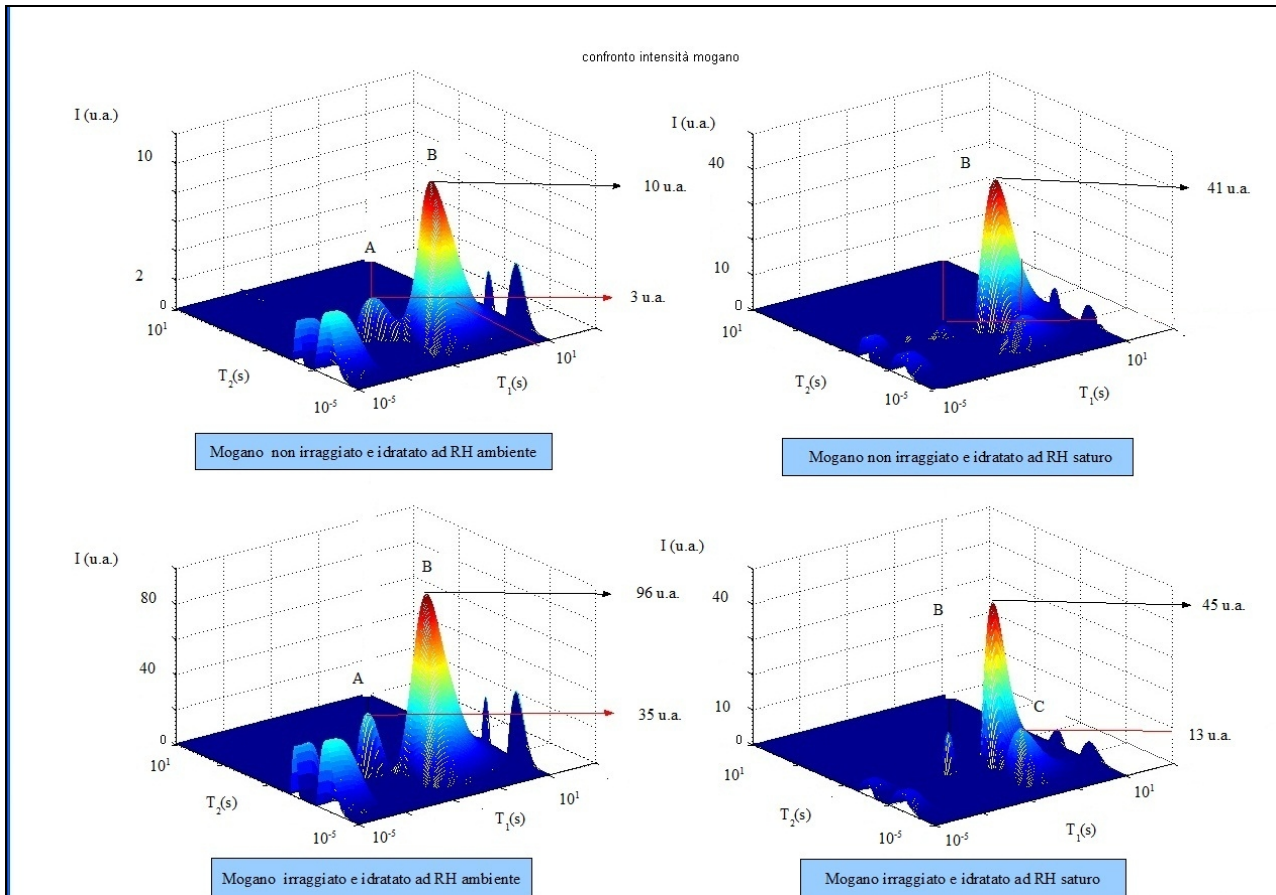 confronto intensità mogano
I (u.a.)
10
2
0
10¹
T₂(s)
10⁻⁵
10⁻⁵
T₁(s)
10¹
A
B
10 u.a.
3 u.a.
Mogano non irraggiato e idratato ad RH ambiente
I (u.a.)
40
10
0
10¹
T₂(s)
10⁻⁵
10⁻⁵
T₁(s)
10¹
B
41 u.a.
Mogano non irraggiato e idratato ad RH saturo
I (u.a.)
80
40
0
10¹
T₂(s)
10⁻⁵
10⁻⁵
T₁(s)
10¹
A
B
96 u.a.
35 u.a.
Mogano irraggiato e idratato ad RH ambiente
I (u.a.)
40
10
0
10¹
T₂(s)
10⁻⁵
10⁻⁵
T₁(s)
10¹
B
C
45 u.a.
13 u.a.
Mogano irraggiato e idratato ad RH saturo